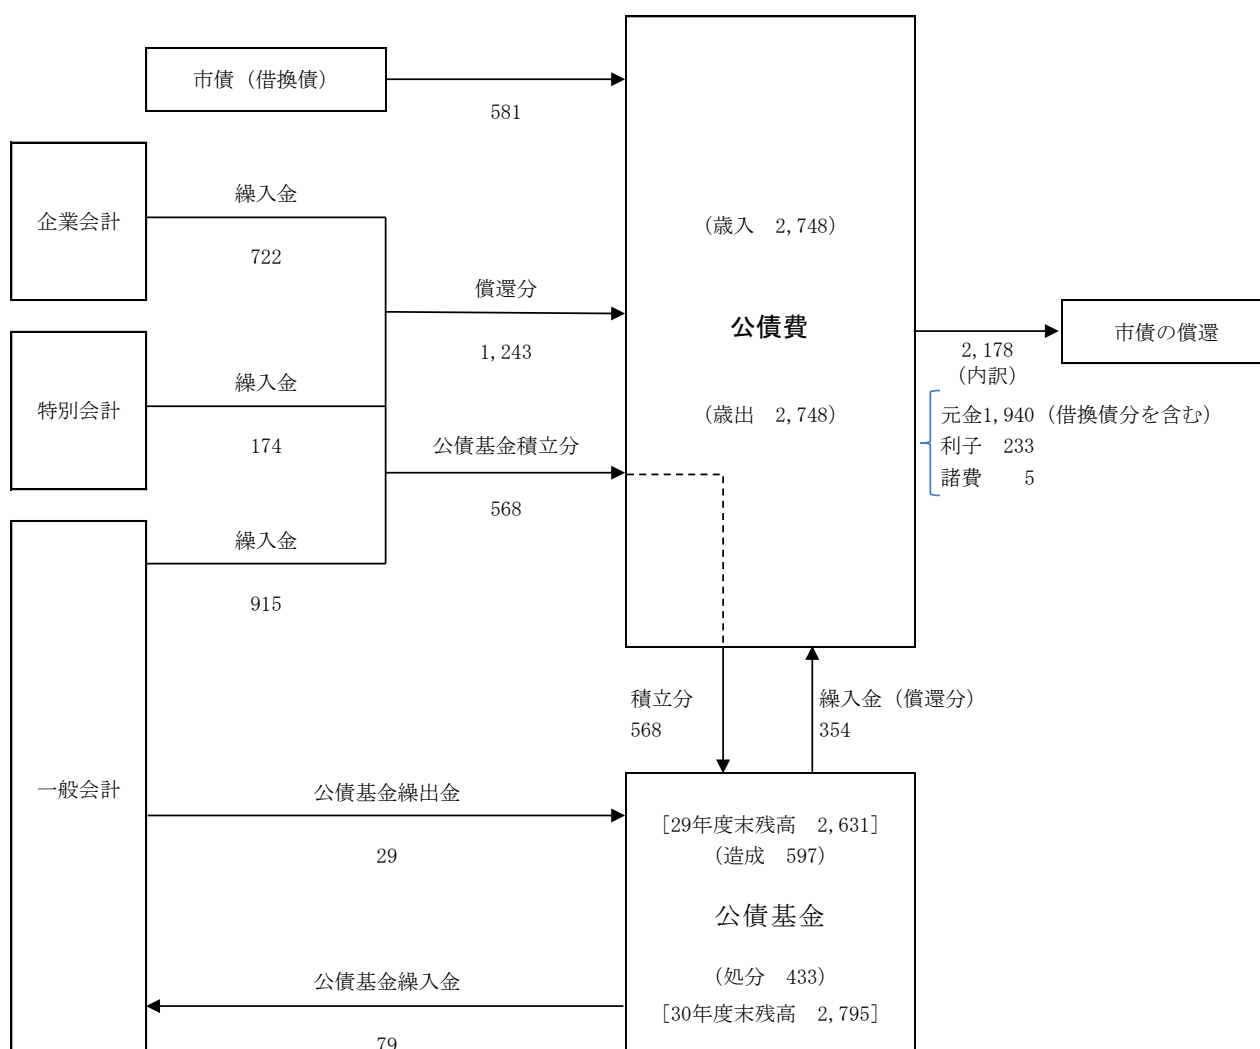 市債（借換債）
581
企業会計
繰入金
722
（歳入　2,748）
償還分
1,243
公債費
市債の償還
2,178
（内訳）
特別会計
繰入金
174
（歳出　2,748）
元金1,940（借換債分を含む）
利子　233
諸費　　5
公債基金積立分
568
繰入金
915
積立分
568
繰入金（償還分）
354
一般会計
公債基金繰出金
29
［29年度末残高　2,631］
（造成　597）
公債基金
（処分　433）
［30年度末残高　2,795］
公債基金繰入金
79